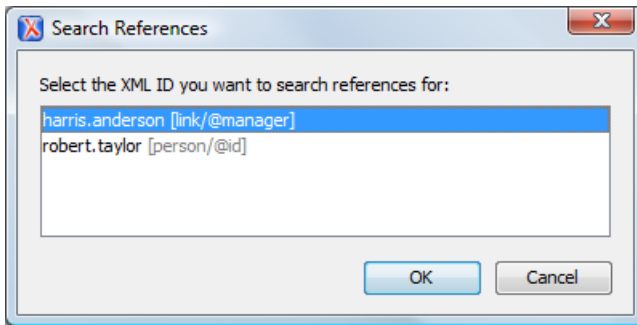 Search References
Select the XML ID you want to search references for:
harris.anderson [link/@manager]
robert.taylor [person/@id]
OK Cancel